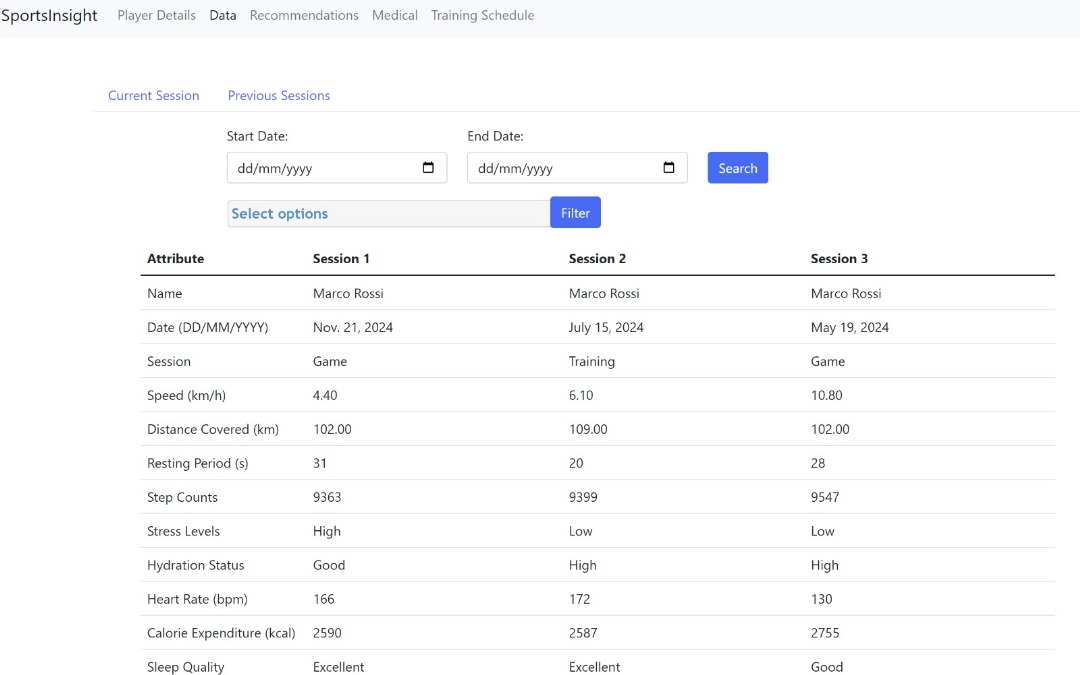 SportsInsight Player Details Data Recommendations Medical Training Schedule
Current Session Previous Sessions
Start Date: End Date:
dd/mm/yyyy dd/mm/yyyy Search
Select options Filter
Attribute Session 1 Session 2 Session 3
Name Marco Rossi Marco Rossi Marco Rossi
Date (DD/MM/YYYY) Nov. 21, 2024 July 15, 2024 May 19, 2024
Session Game Training Game
Speed (km/h) 4.40 6.10 10.80
Distance Covered (km) 102.00 109.00 102.00
Resting Period (s) 31 20 28
Step Counts 9363 9399 9547
Stress Levels High Low Low
Hydration Status Good High High
Heart Rate (bpm) 166 172 130
Calorie Expenditure (kcal) 2590 2587 2755
Sleep Quality Excellent Excellent Good